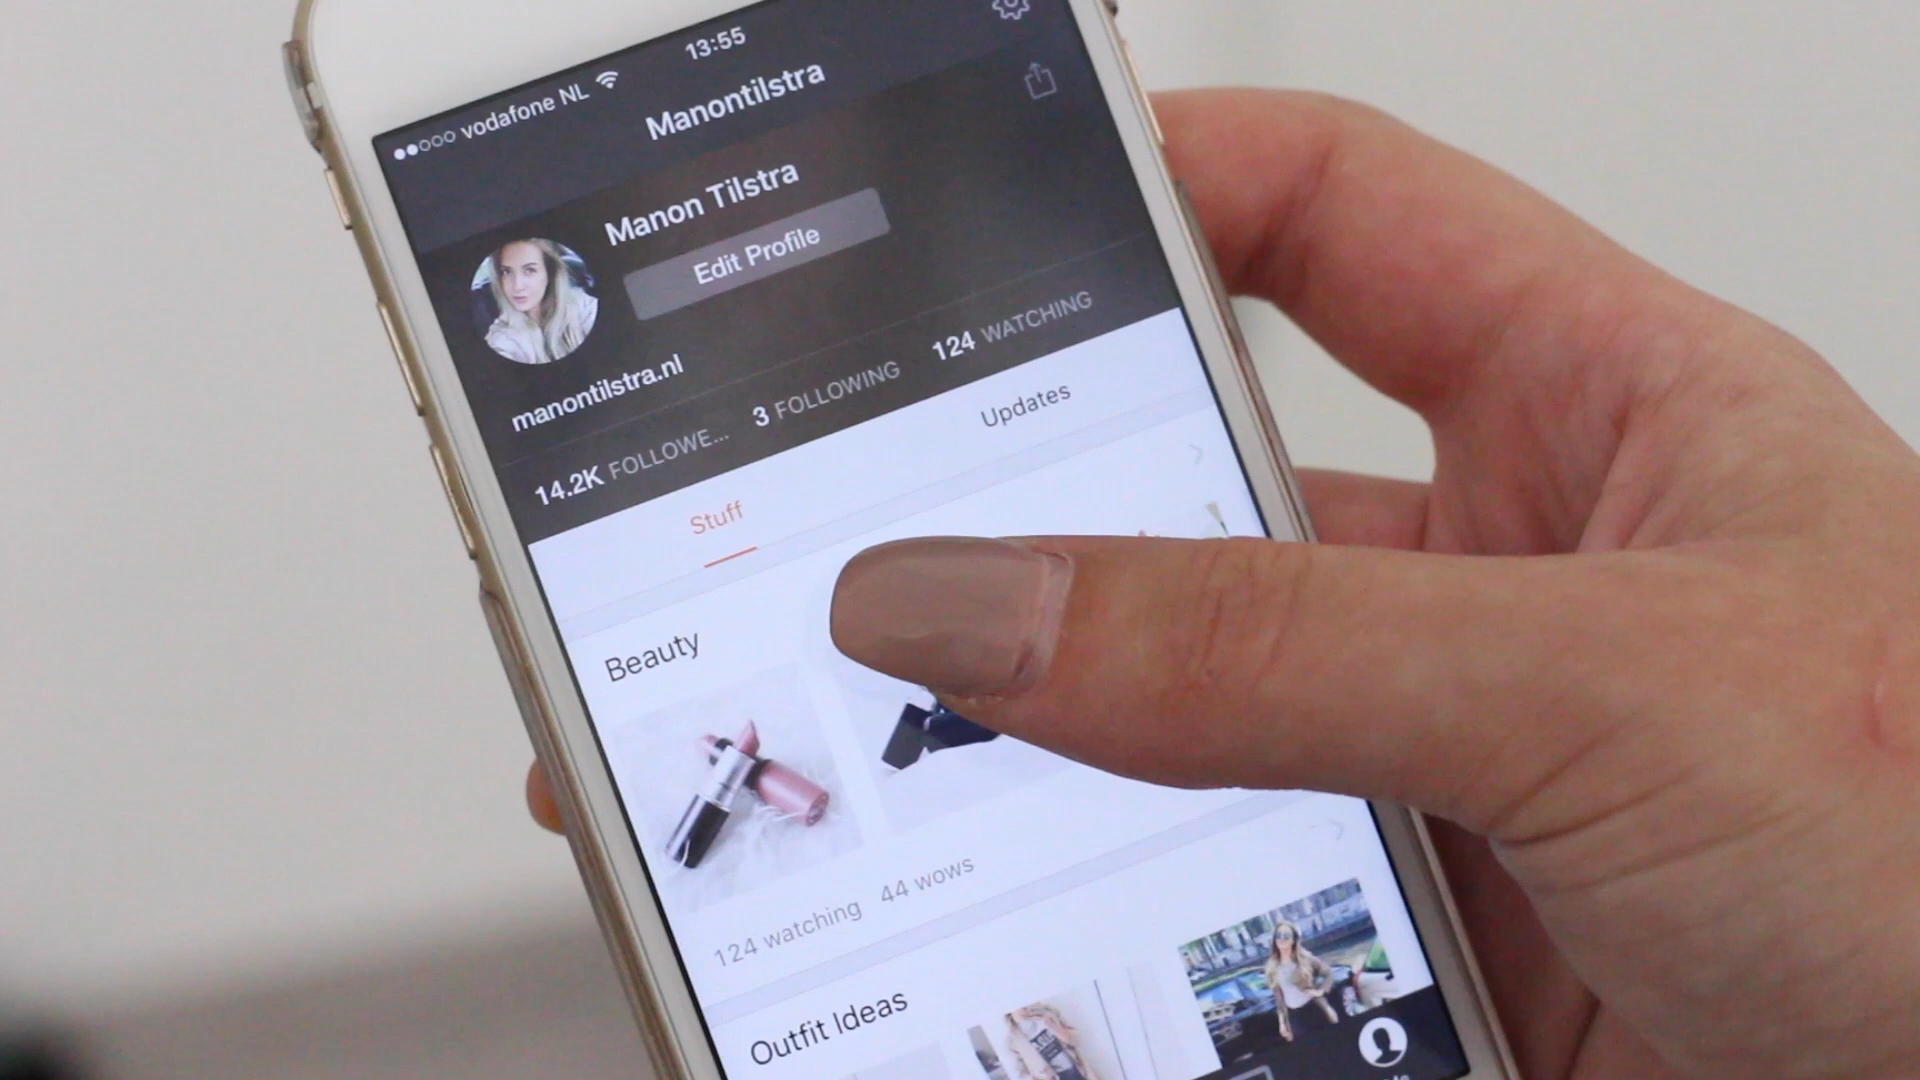 vodafone NL 13:55
Manontilstra
Manon Tilstra
Edit Profile
manontilstra.nl
14.2K FOLLOWE... 3 FOLLOWING 124 WATCHING
Stuff Updates
Beauty
124 watching 44 wows
Outfit Ideas